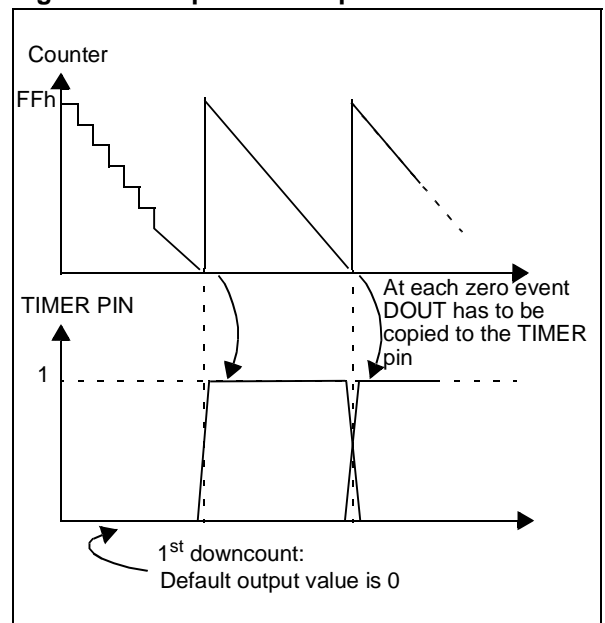 Counter
FFh
At each zero event
DOUT has to be
copied to the TIMER
pin
TIMER PIN
1
1st downcount:
Default output value is 0